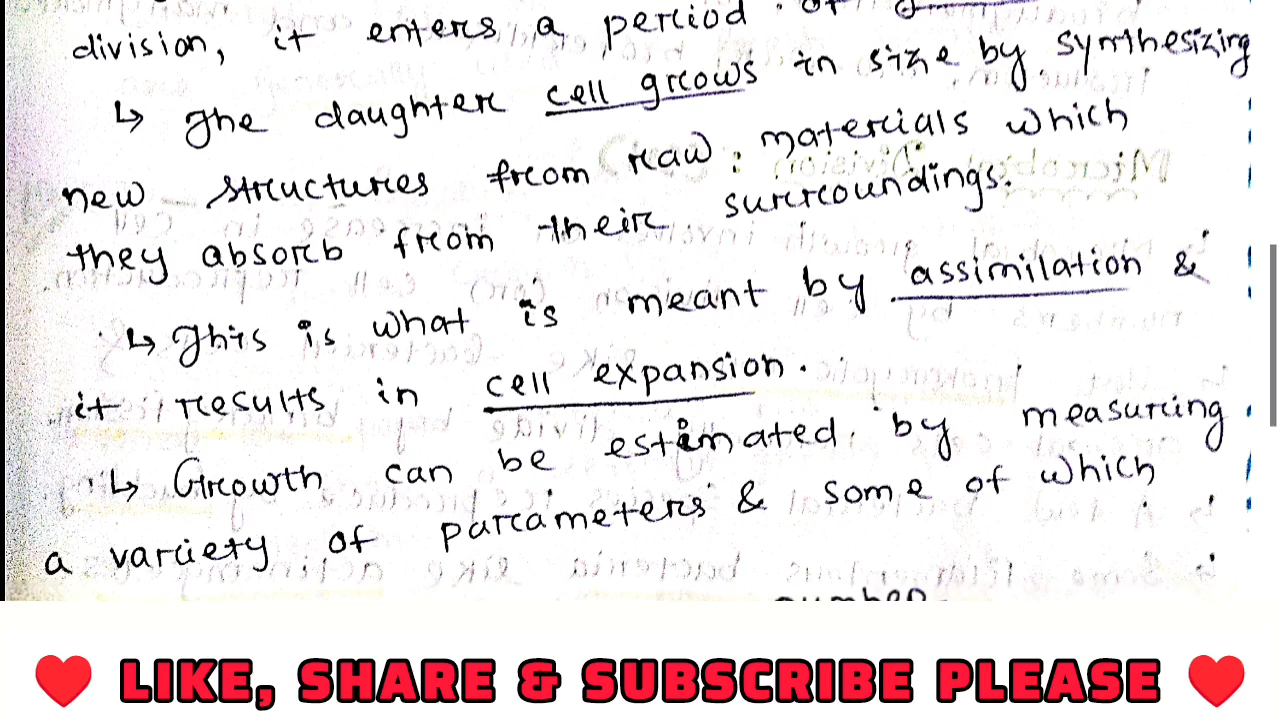 division, it enters a period of
↳ The daughter cell grows in size by synthesizing
new structures from raw materials which
they absorb from their surroundings.
↳ This is what is meant by assimilation &
it results in cell expansion.
↳ Growth can be estimated by measuring
a variety of parameters & some of which
number
♥ LIKE, SHARE & SUBSCRIBE PLEASE ♥